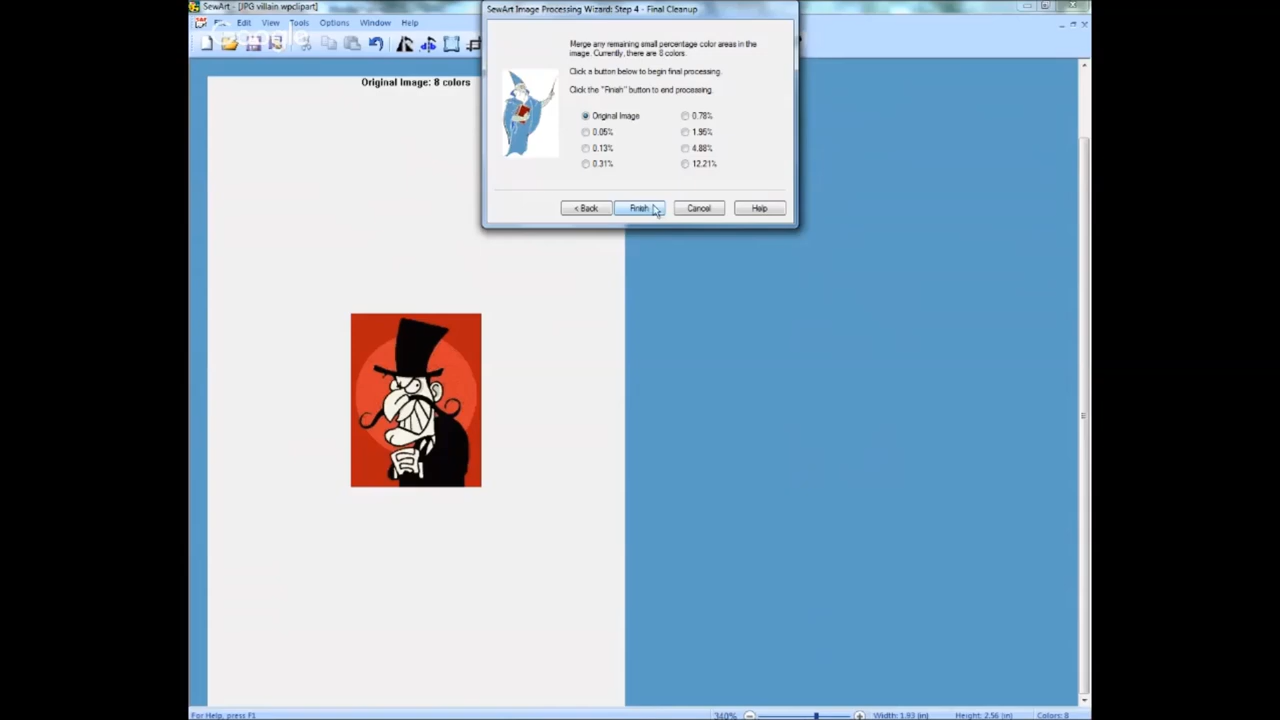 SewArt - [JPG villain wpclipart]
SewArt Image Processing Wizard: Step 4 - Final Cleanup
Edit View Tools Options Window Help
Google
Merge any remaining small percentage color areas in the
image. Currently, there are 8 colors.
Click a button below to begin final processing.
Click the "Finish" button to end processing.
Original Image: 8 colors
Original Image 0.78%
0.05% 1.95%
0.13% 4.88%
0.31% 12.21%
< Back Finish Cancel Help
For Help, press F1 340% Width: 1.93 (in) Height: 2.56 (in) Colors: 8